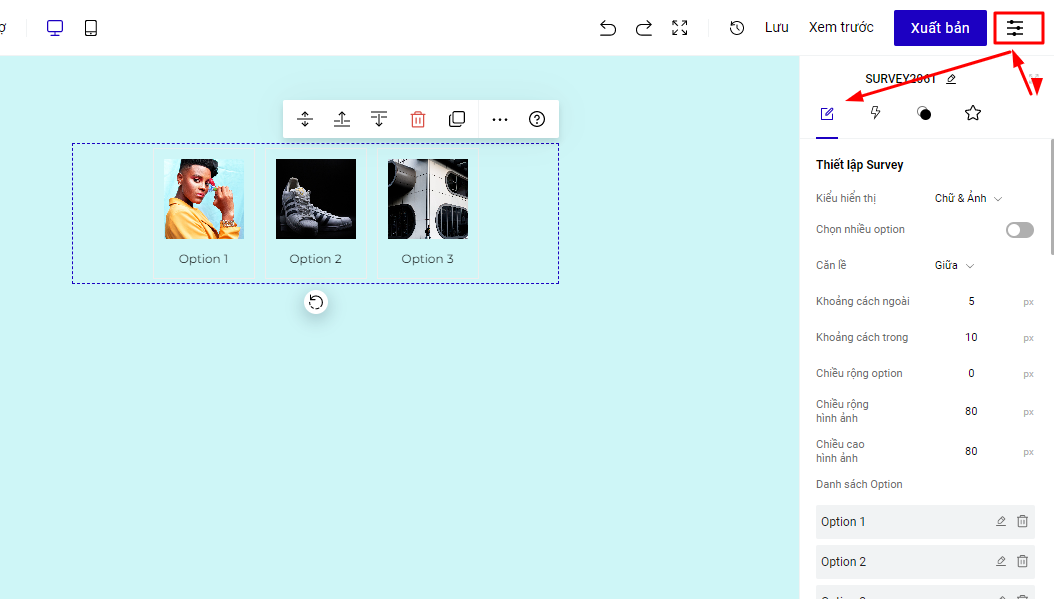 Lưu Xem trước Xuất bản
SURVEY2061
Thiết lập Survey
Kiểu hiển thị Chữ & Ảnh
Chọn nhiều option
Căn lề Giữa
Khoảng cách ngoài 5 px
Khoảng cách trong 10 px
Chiều rộng option 0 px
Chiều rộng
hình ảnh 80 px
Chiều cao
hình ảnh 80 px
Danh sách Option
Option 1
Option 2
Option 1 Option 2 Option 3